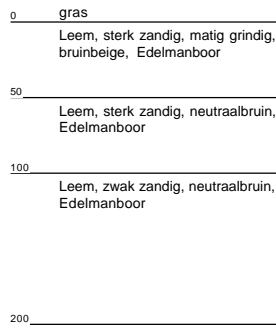 0 gras
Leem, sterk zandig, matig grindig,
bruinbeige, Edelmanboor
50
Leem, sterk zandig, neutraalbruin,
Edelmanboor
100
Leem, zwak zandig, neutraalbruin,
Edelmanboor
200